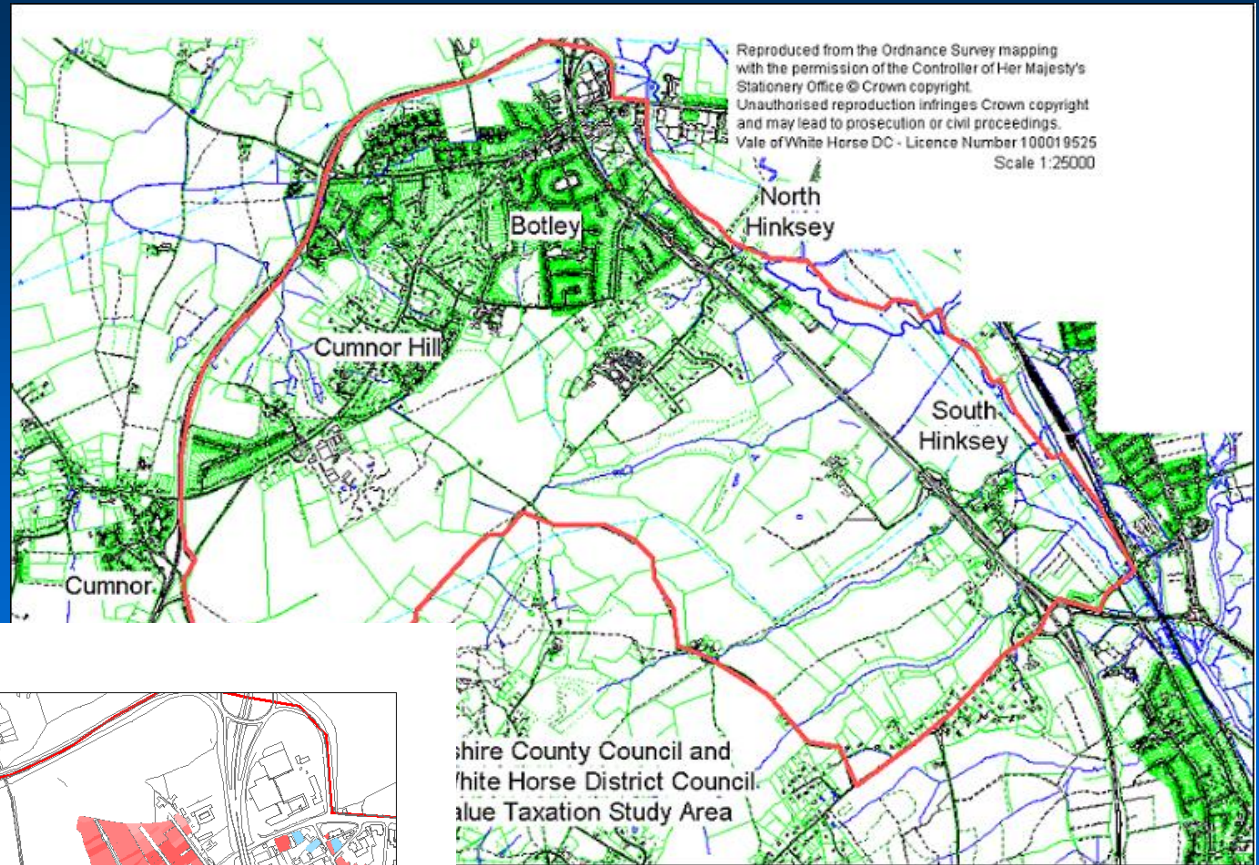 Reproduced from the Ordnance Survey mapping
with the permission of the Controller of Her Majesty's
Stationery Office © Crown copyright.
Unauthorised reproduction infringes Crown copyright
and may lead to prosecution or civil proceedings.
Vale of White Horse DC - Licence Number 100019525
Scale 1:25000
North
Hinksey
Botley
Cumnor Hill
South
Hinksey
Cumnor
shire County Council and
White Horse District Council
alue Taxation Study Area